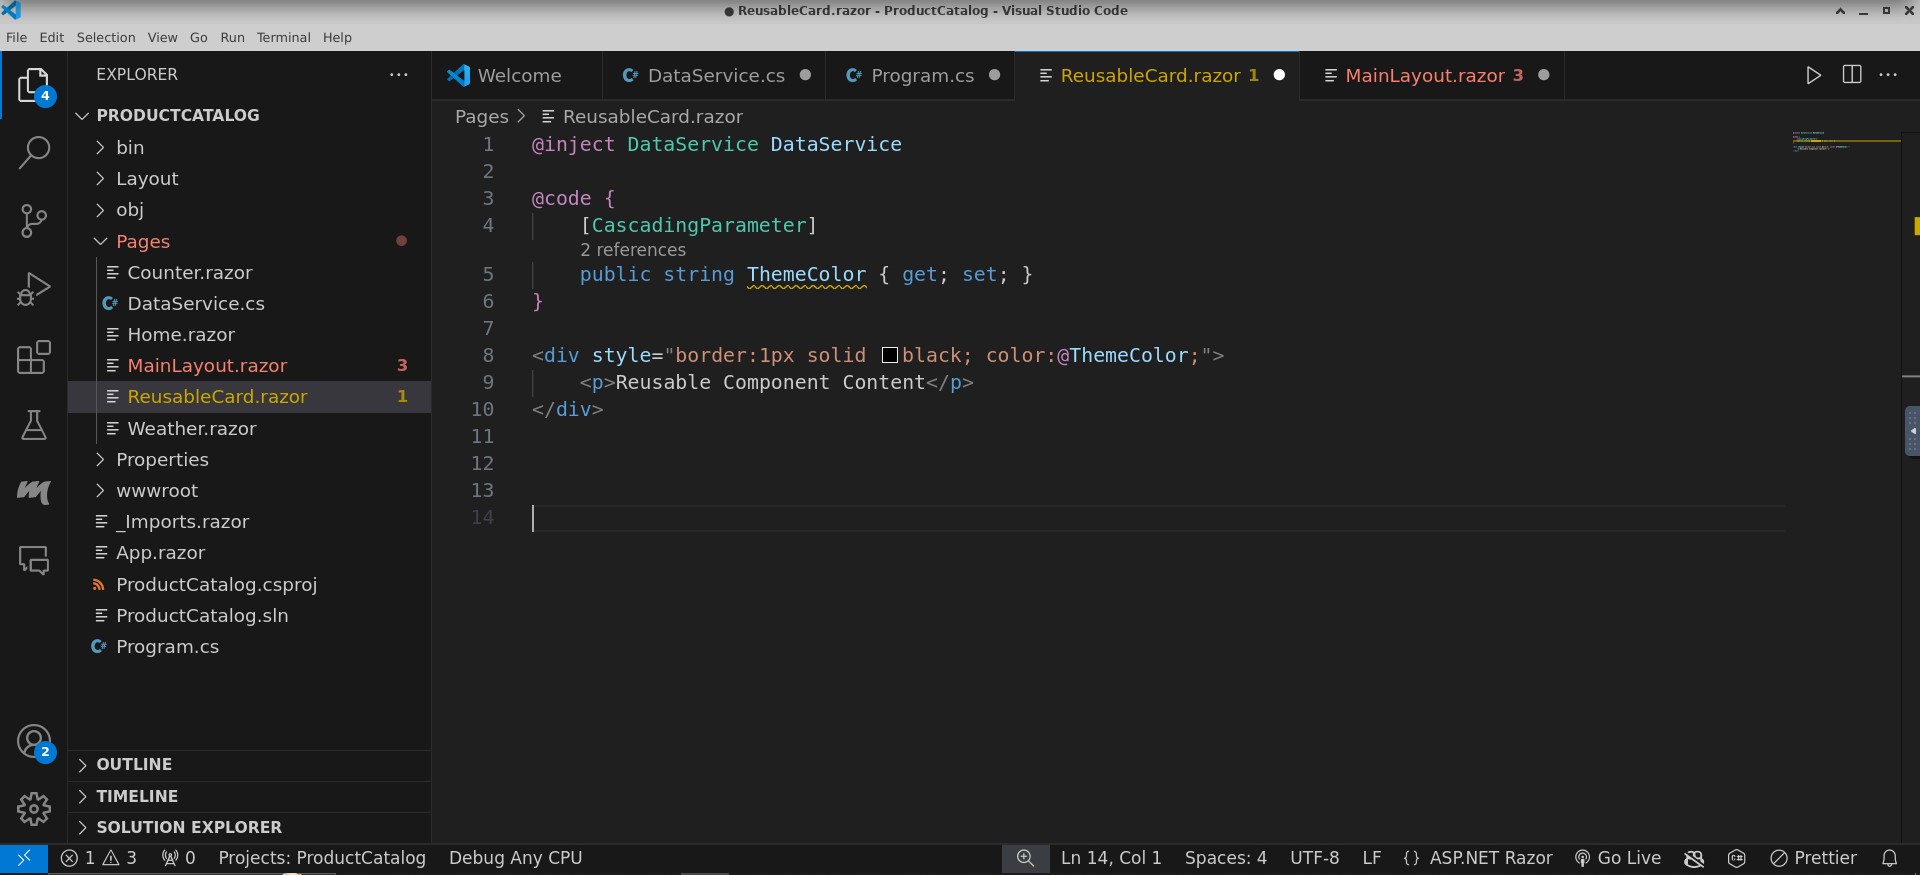 ● ReusableCard.razor - ProductCatalog - Visual Studio Code
File Edit Selection View Go Run Terminal Help
EXPLORER
Welcome
DataService.cs
Program.cs
ReusableCard.razor 1
MainLayout.razor 3
4
PRODUCTCATALOG
bin
Layout
obj
Pages
Counter.razor
DataService.cs
Home.razor
MainLayout.razor 3
ReusableCard.razor 1
Weather.razor
Properties
wwwroot
_Imports.razor
App.razor
ProductCatalog.csproj
ProductCatalog.sln
Program.cs
2
OUTLINE
TIMELINE
SOLUTION EXPLORER
Pages > ReusableCard.razor
1 @inject DataService DataService
2
3 @code {
4 [CascadingParameter]
2 references
5 public string ThemeColor { get; set; }
6 }
7
8 <div style="border:1px solid black; color:@ThemeColor;">
9 <p>Reusable Component Content</p>
10 </div>
11
12
13
14
1 3 0 Projects: ProductCatalog Debug Any CPU Ln 14, Col 1 Spaces: 4 UTF-8 LF {} ASP.NET Razor Go Live Prettier